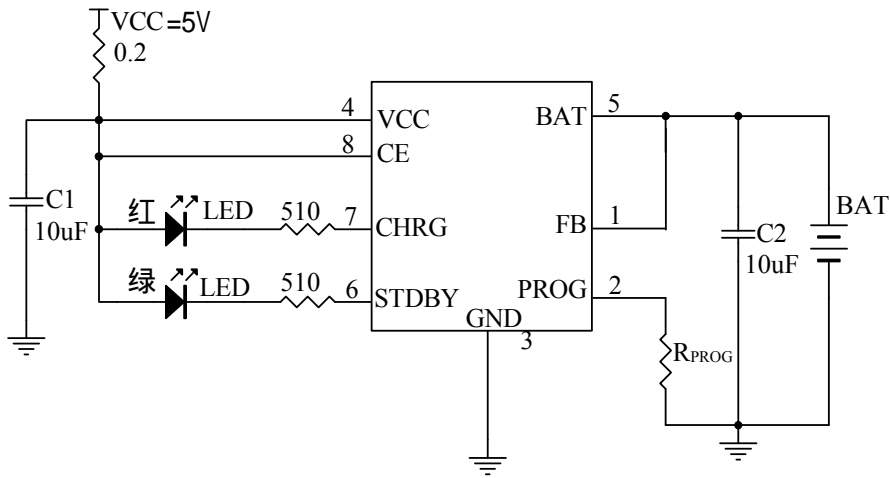 VCC=5V
0.2
4
VCC
BAT
5
8
CE
C1
10uF
红
LED
510
7
CHRG
FB
1
C2
10uF
BAT
绿
LED
510
6
STDBY
PROG
2
GND
3
RPROG